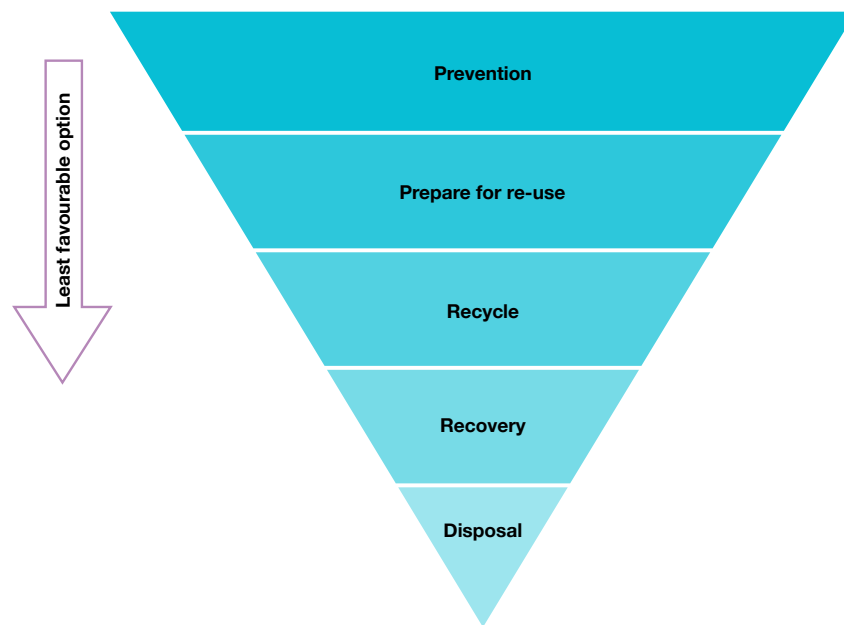 Least favourable option
Prevention
Prepare for re-use
Recycle
Recovery
Disposal